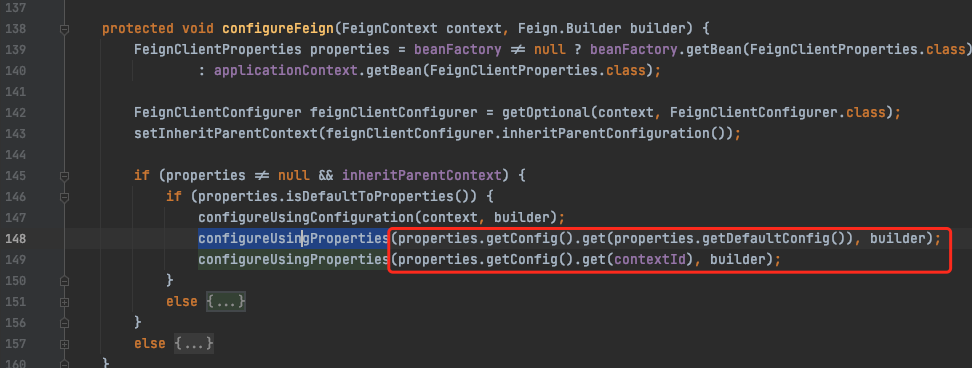 137
138 protected void configureFeign(FeignContext context, Feign.Builder builder) {
139 FeignClientProperties properties = beanFactory ≠ null ? beanFactory.getBean(FeignClientProperties.class)
140 : applicationContext.getBean(FeignClientProperties.class);
141
142 FeignClientConfigurer feignClientConfigurer = getOptional(context, FeignClientConfigurer.class);
143 setInheritParentContext(feignClientConfigurer.inheritParentConfiguration());
144
145 if (properties ≠ null && inheritParentContext) {
146 if (properties.isDefaultToProperties()) {
147 configureUsingConfiguration(context, builder);
148 configureUsingProperties(properties.getConfig().get(properties.getDefaultConfig()), builder);
149 configureUsingProperties(properties.getConfig().get(contextId), builder);
150 }
151 else {...}
156 }
157 else {...}
160 }